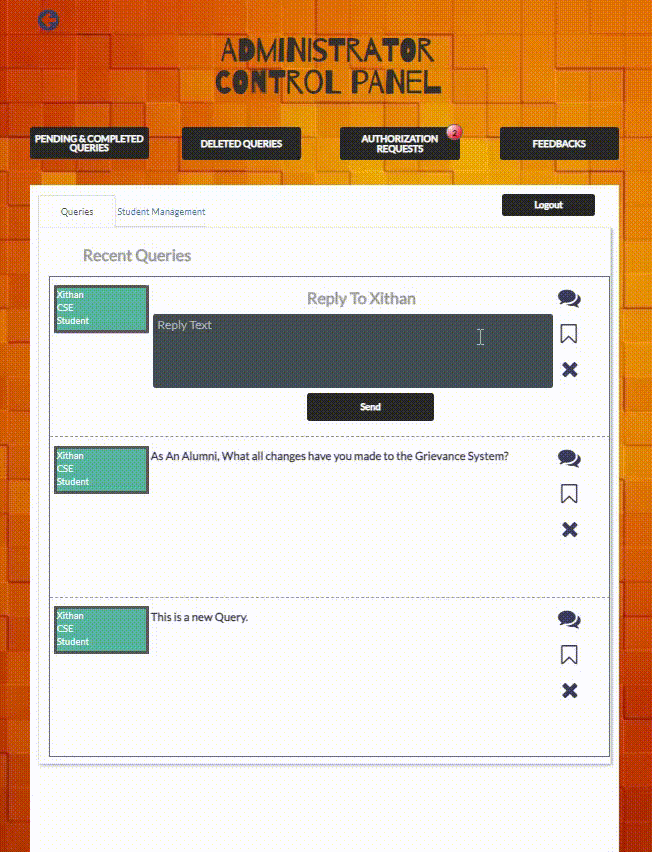 ADMINISTRATOR
CONTROL PANEL
PENDING & COMPLETED
QUERIES
DELETED QUERIES
AUTHORIZATION
REQUESTS
2
FEEDBACKS
Queries
Student Management
Logout
Recent Queries
Xithan
CSE
Student
Reply To Xithan
Reply Text
Send
Xithan
CSE
Student
As An Alumni, What all changes have you made to the Grievance System?
Xithan
CSE
Student
This is a new Query.